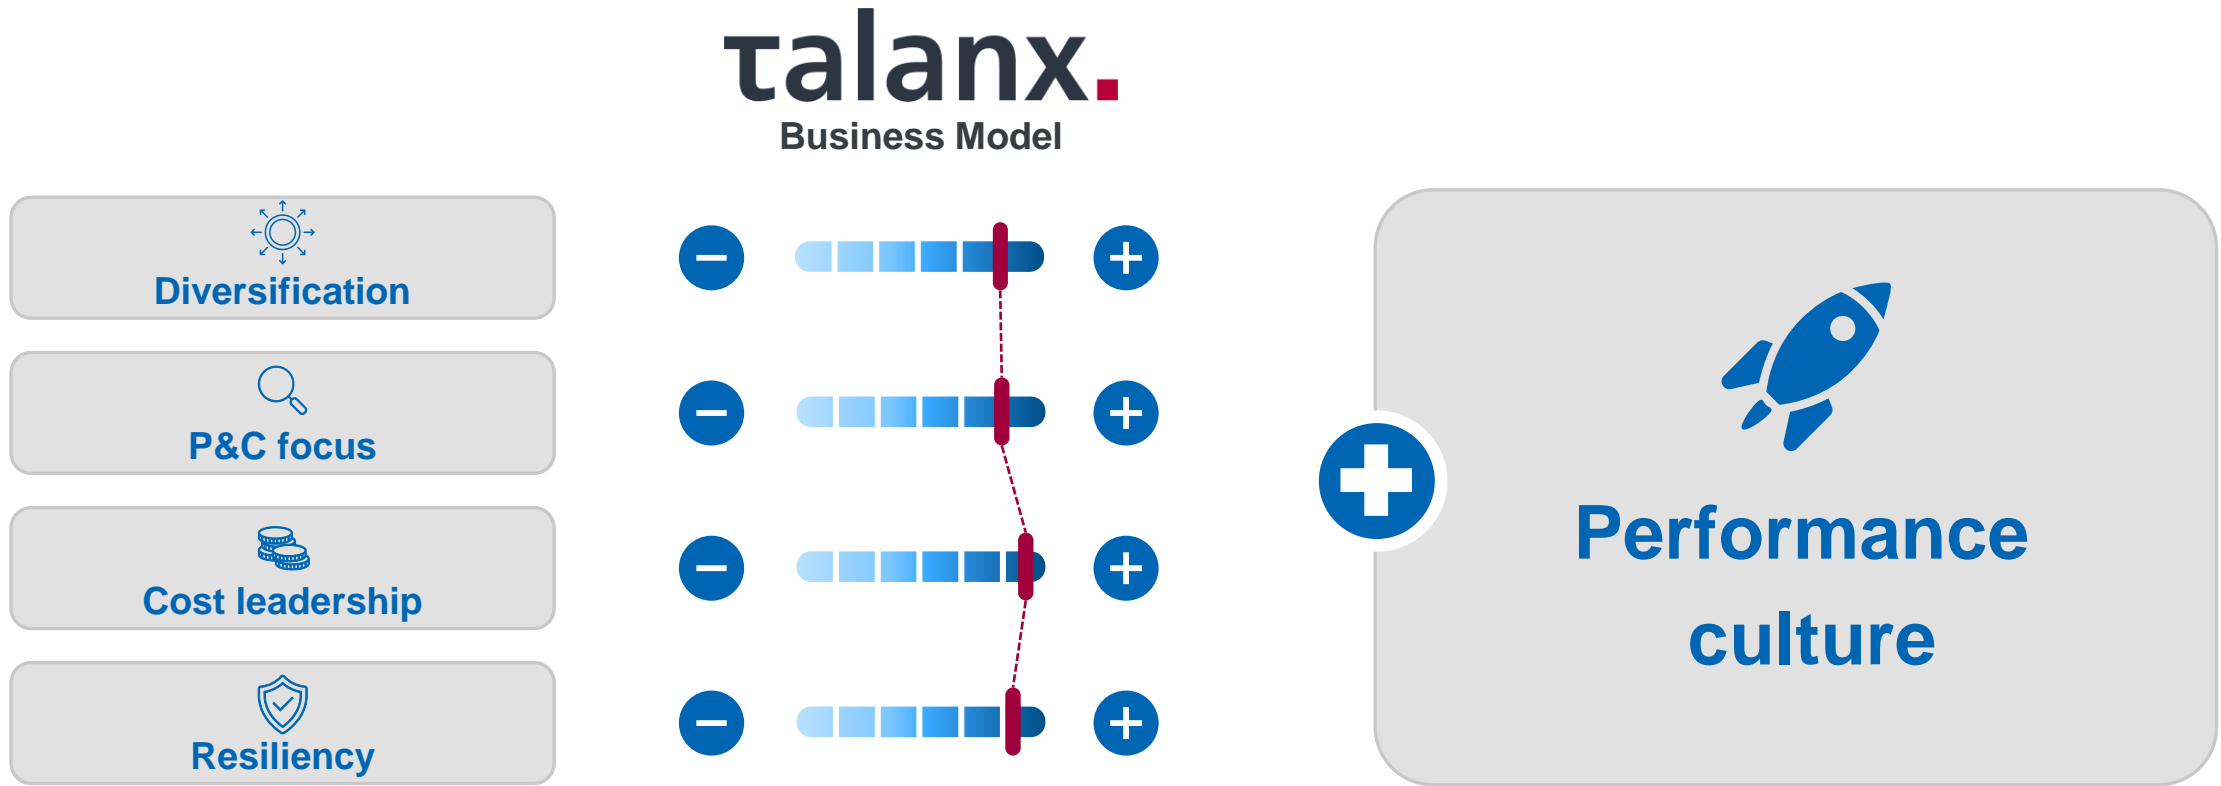 talanx.
Business Model
Diversification
P&C focus
Cost leadership
Resiliency
Performance
culture